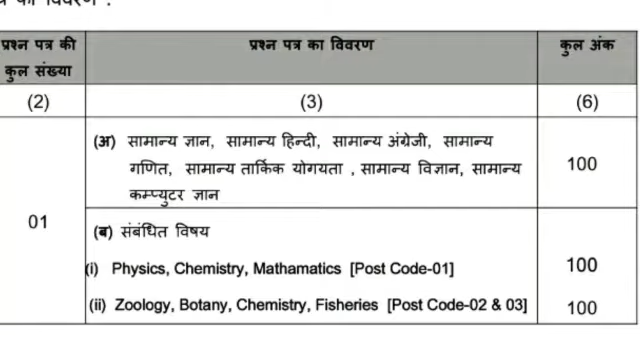 का विवरण :
प्रश्न पत्र की
कुल संख्या
प्रश्न पत्र का विवरण
कुल अंक
(2)
(3)
(6)
01
(अ) सामान्य ज्ञान, सामान्य हिन्दी, सामान्य अंग्रेजी, सामान्य
गणित, सामान्य तार्किक योगयता , सामान्य विज्ञान, सामान्य
कम्प्युटर ज्ञान
100
(ब) संबंधित विषय
(i) Physics, Chemistry, Mathamatics [Post Code-01]
100
(ii) Zoology, Botany, Chemistry, Fisheries [Post Code-02 & 03]
100